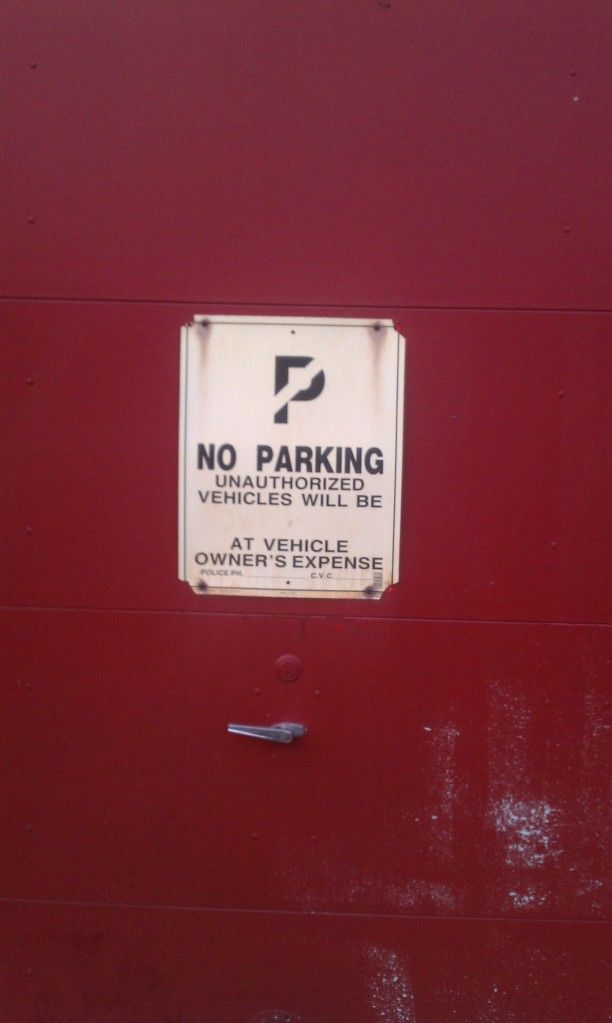 P
NO PARKING
UNAUTHORIZED
VEHICLES WILL BE
AT VEHICLE
OWNER'S EXPENSE
POLICE PH. C.V.C.